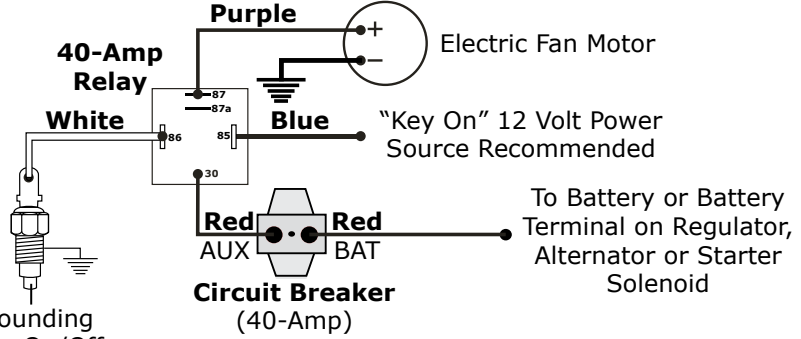 Purple
+
−
Electric Fan Motor
40-Amp
Relay
87
87a
White
86
85
Blue
"Key On" 12 Volt Power
Source Recommended
30
Red
Red
AUX
BAT
To Battery or Battery
Terminal on Regulator,
Alternator or Starter
Solenoid
Circuit Breaker
(40-Amp)
ounding